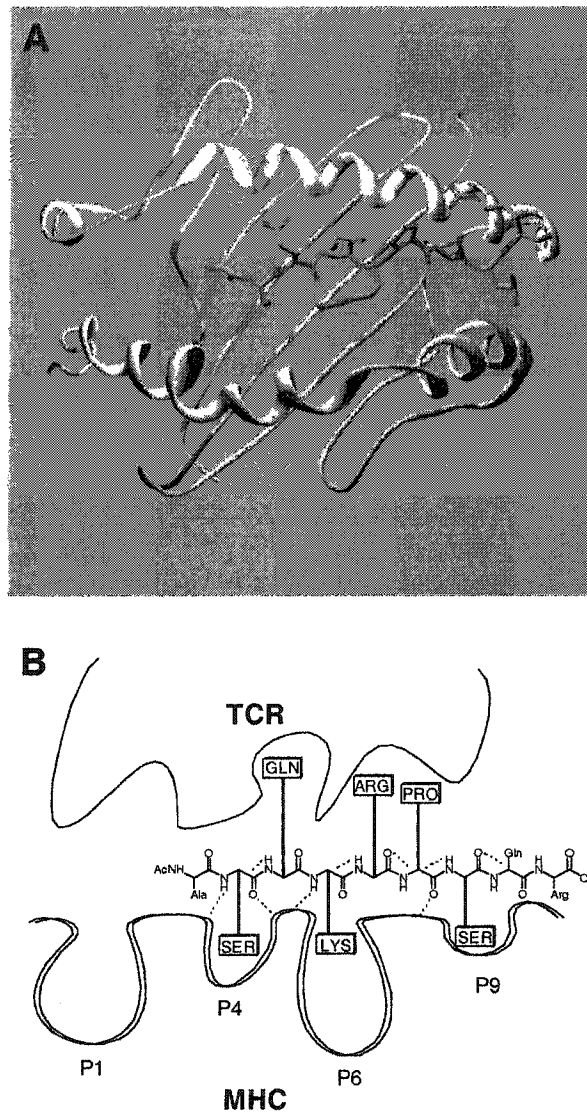 A
B
TCR
GLN
ARG
PRO
AcNH
Ala
H
N
O
Gln
Arg
SER
LYS
SER
P4
P9
P1
P6
MHC